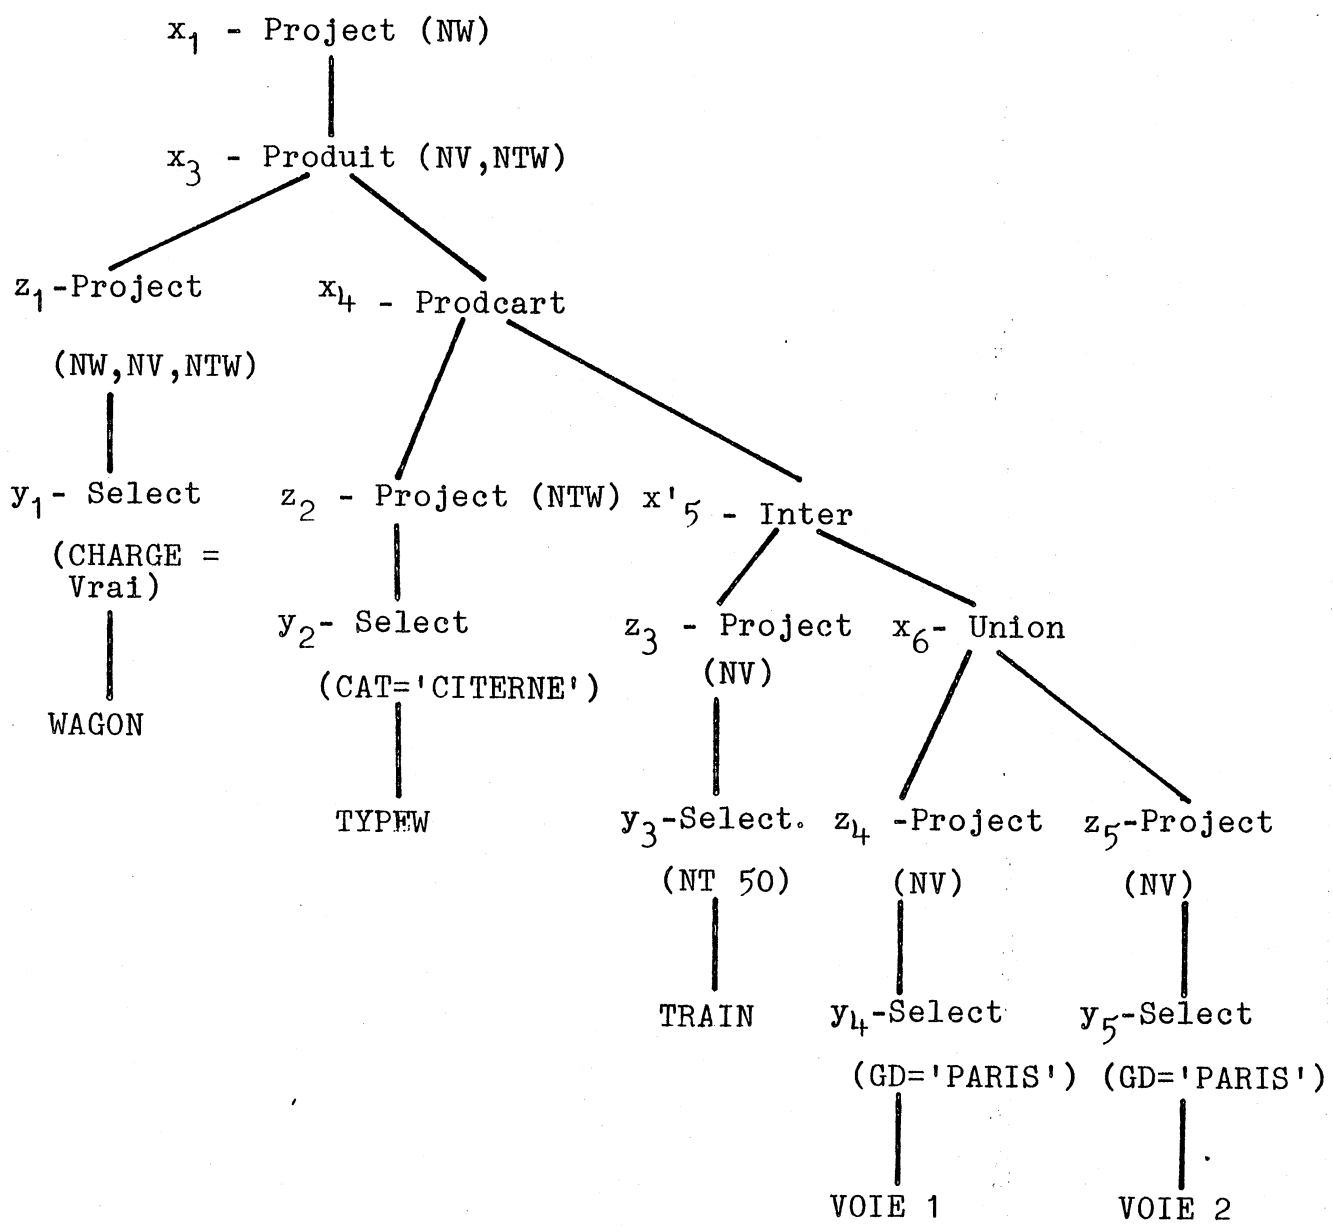 x1 - Project (NW)
x3 - Produit (NV,NTW)
z1-Project
x4 - Prodcart
(NW,NV,NTW)
y1- Select
z2 - Project (NTW)
x'5 - Inter
(CHARGE =
Vrai)
y2- Select
z3 - Project
x6- Union
(NV)
(CAT='CITERNE')
WAGON
TYPEW
y3-Select.
z4 -Project
z5-Project
(NT 50)
(NV)
(NV)
TRAIN
y4-Select
y5-Select
(GD='PARIS')
(GD='PARIS')
VOIE 1
VOIE 2